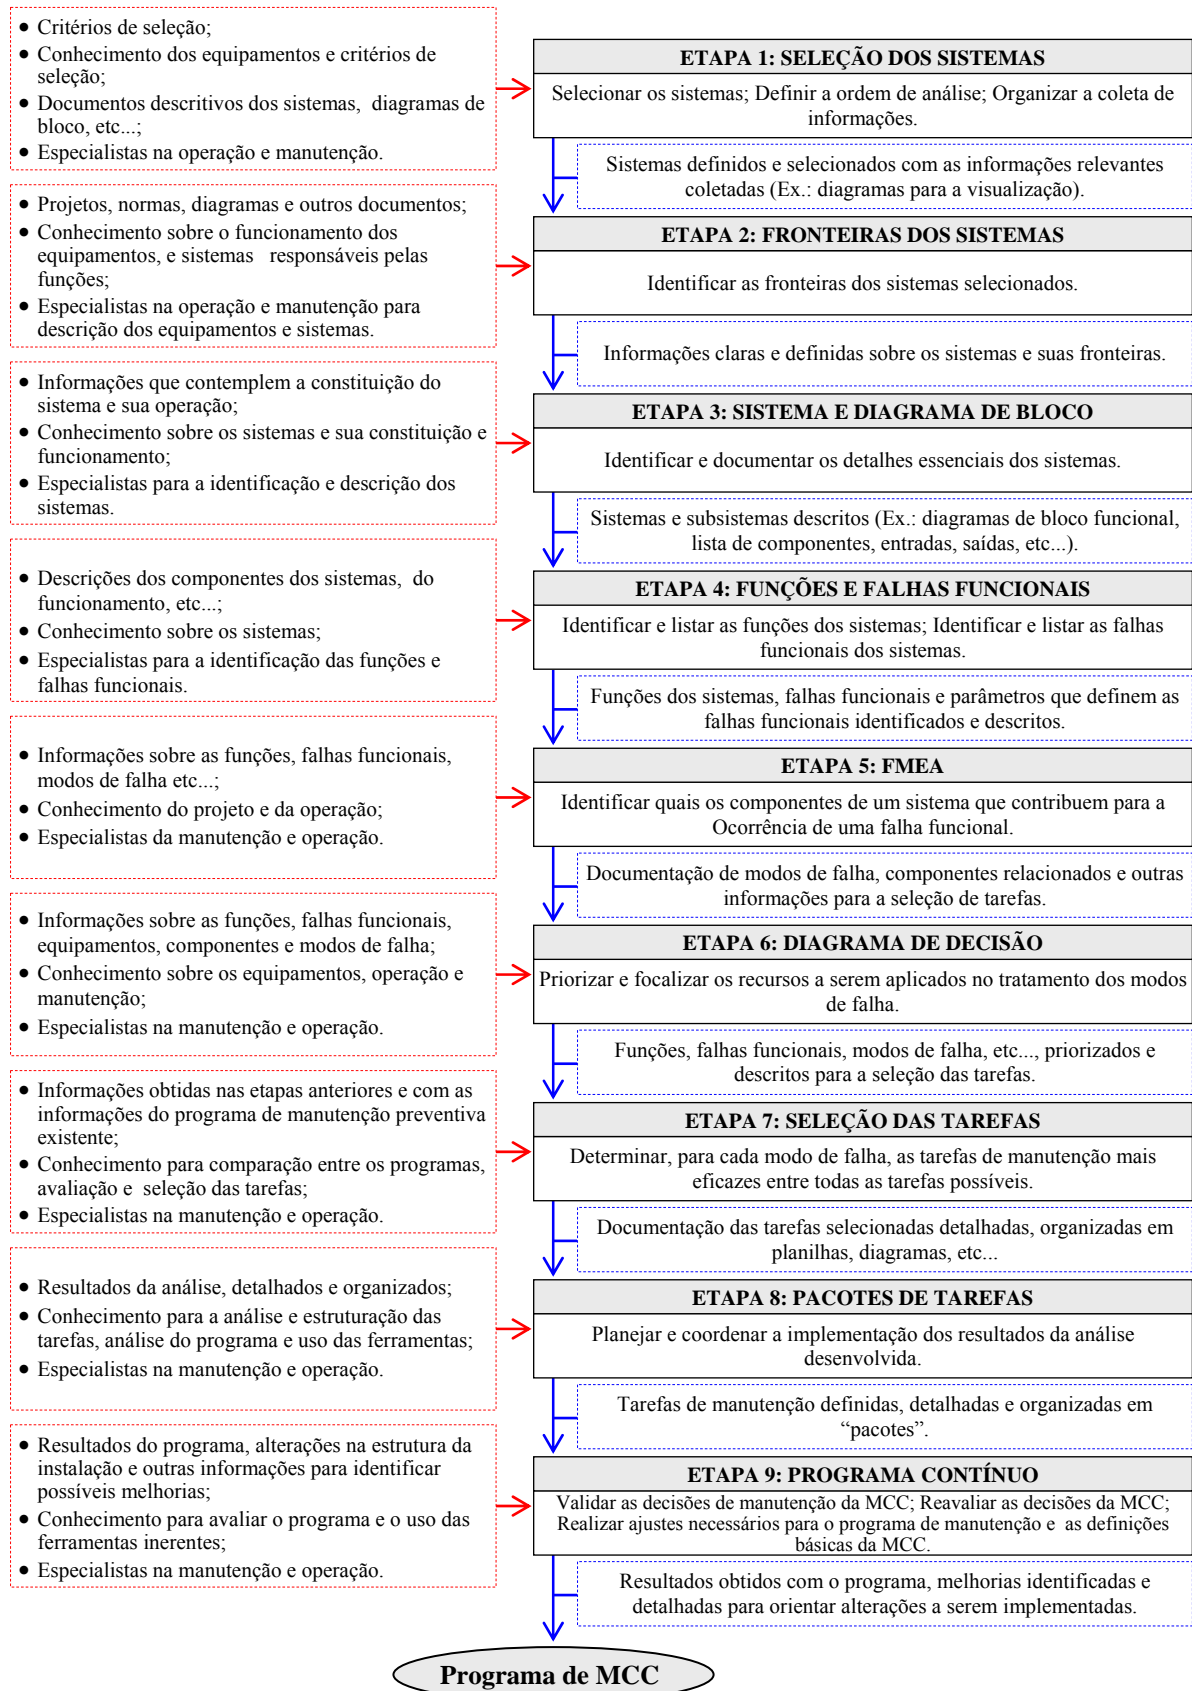 • Critérios de seleção;
• Conhecimento dos equipamentos e critérios de
seleção;
• Documentos descritivos dos sistemas, diagramas de
bloco, etc...;
• Especialistas na operação e manutenção.
ETAPA 1: SELEÇÃO DOS SISTEMAS
Selecionar os sistemas; Definir a ordem de análise; Organizar a coleta de
informações.
Sistemas definidos e selecionados com as informações relevantes
coletadas (Ex.: diagramas para a visualização).
• Projetos, normas, diagramas e outros documentos;
• Conhecimento sobre o funcionamento dos
equipamentos, e sistemas responsáveis pelas
funções;
• Especialistas na operação e manutenção para
descrição dos equipamentos e sistemas.
ETAPA 2: FRONTEIRAS DOS SISTEMAS
Identificar as fronteiras dos sistemas selecionados.
Informações claras e definidas sobre os sistemas e suas fronteiras.
• Informações que contemplem a constituição do
sistema e sua operação;
• Conhecimento sobre os sistemas e sua constituição e
funcionamento;
• Especialistas para a identificação e descrição dos
sistemas.
ETAPA 3: SISTEMA E DIAGRAMA DE BLOCO
Identificar e documentar os detalhes essenciais dos sistemas.
Sistemas e subsistemas descritos (Ex.: diagramas de bloco funcional,
lista de componentes, entradas, saídas, etc...).
• Descrições dos componentes dos sistemas, do
funcionamento, etc...;
• Conhecimento sobre os sistemas;
• Especialistas para a identificação das funções e
falhas funcionais.
ETAPA 4: FUNÇÕES E FALHAS FUNCIONAIS
Identificar e listar as funções dos sistemas; Identificar e listar as falhas
funcionais dos sistemas.
Funções dos sistemas, falhas funcionais e parâmetros que definem as
falhas funcionais identificados e descritos.
• Informações sobre as funções, falhas funcionais,
modos de falha etc...;
• Conhecimento do projeto e da operação;
• Especialistas da manutenção e operação.
ETAPA 5: FMEA
Identificar quais os componentes de um sistema que contribuem para a
Ocorrência de uma falha funcional.
Documentação de modos de falha, componentes relacionados e outras
informações para a seleção de tarefas.
• Informações sobre as funções, falhas funcionais,
equipamentos, componentes e modos de falha;
• Conhecimento sobre os equipamentos, operação e
manutenção;
• Especialistas na manutenção e operação.
ETAPA 6: DIAGRAMA DE DECISÃO
Priorizar e focalizar os recursos a serem aplicados no tratamento dos modos
de falha.
Funções, falhas funcionais, modos de falha, etc..., priorizados e
descritos para a seleção das tarefas.
• Informações obtidas nas etapas anteriores e com as
informações do programa de manutenção preventiva
existente;
• Conhecimento para comparação entre os programas,
avaliação e seleção das tarefas;
• Especialistas na manutenção e operação.
ETAPA 7: SELEÇÃO DAS TAREFAS
Determinar, para cada modo de falha, as tarefas de manutenção mais
eficazes entre todas as tarefas possíveis.
Documentação das tarefas selecionadas detalhadas, organizadas em
planilhas, diagramas, etc...
• Resultados da análise, detalhados e organizados;
• Conhecimento para a análise e estruturação das
tarefas, análise do programa e uso das ferramentas;
• Especialistas na manutenção e operação.
ETAPA 8: PACOTES DE TAREFAS
Planejar e coordenar a implementação dos resultados da análise
desenvolvida.
Tarefas de manutenção definidas, detalhadas e organizadas em
“pacotes”.
• Resultados do programa, alterações na estrutura da
instalação e outras informações para identificar
possíveis melhorias;
• Conhecimento para avaliar o programa e o uso das
ferramentas inerentes;
• Especialistas na manutenção e operação.
ETAPA 9: PROGRAMA CONTÍNUO
Validar as decisões de manutenção da MCC; Reavaliar as decisões da MCC;
Realizar ajustes necessários para o programa de manutenção e as definições
básicas da MCC.
Resultados obtidos com o programa, melhorias identificadas e
detalhadas para orientar alterações a serem implementadas.
Programa de MCC